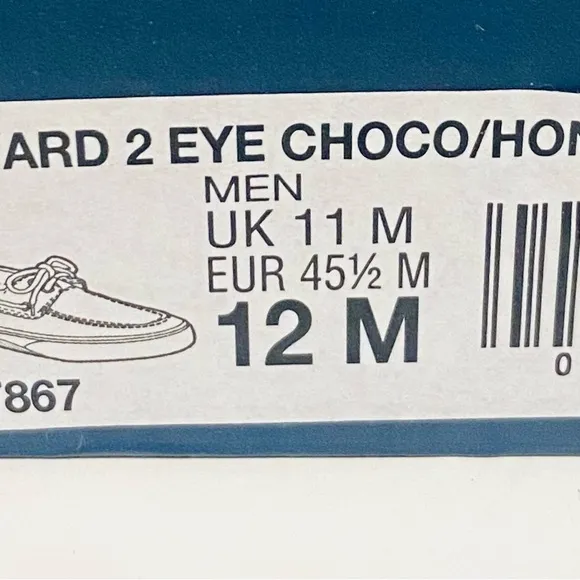 ARD 2 EYE CHOCO/HON
MEN
UK 11 M
EUR 45½ M
12 M
7867
0